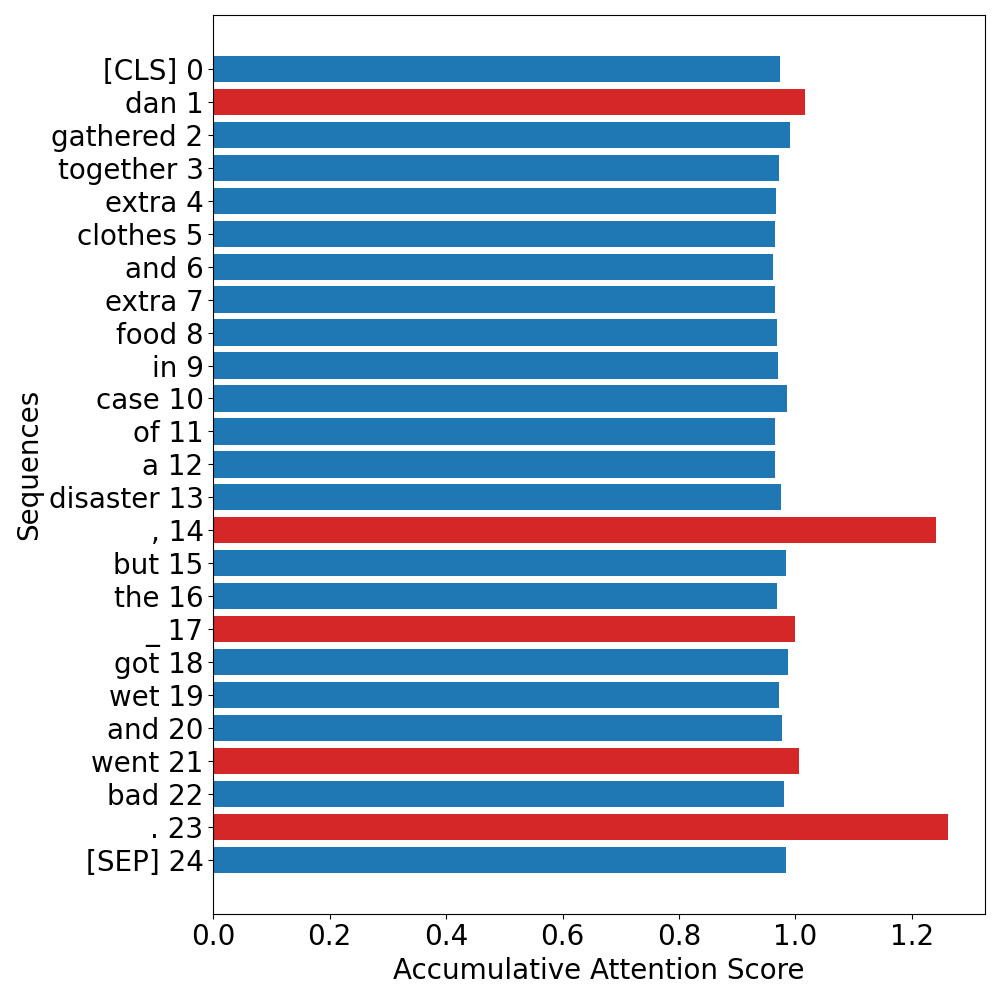 [CLS] 0
dan 1
gathered 2
together 3
extra 4
clothes 5
and 6
extra 7
food 8
in 9
case 10
of 11
a 12
disaster 13
, 14
but 15
the 16
_ 17
got 18
wet 19
and 20
went 21
bad 22
. 23
[SEP] 24
Sequences
0.0 0.2 0.4 0.6 0.8 1.0 1.2
Accumulative Attention Score